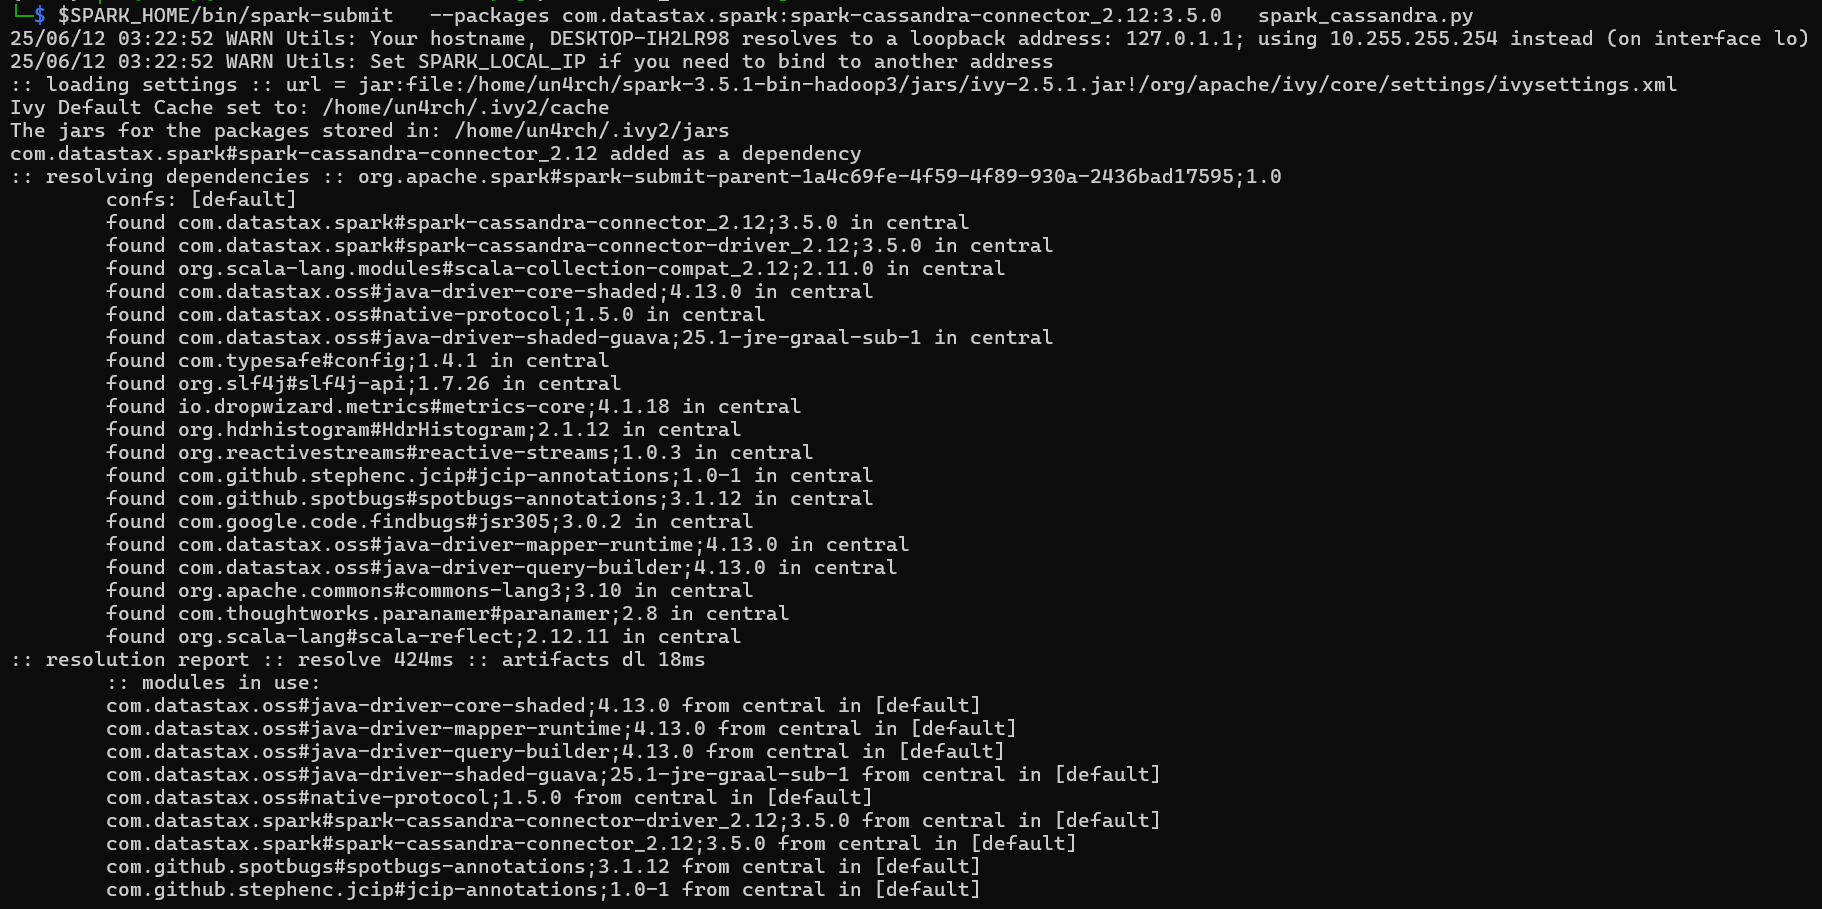 └─$ $SPARK_HOME/bin/spark-submit   --packages com.datastax.spark:spark-cassandra-connector_2.12:3.5.0   spark_cassandra.py
25/06/12 03:22:52 WARN Utils: Your hostname, DESKTOP-IH2LR98 resolves to a loopback address: 127.0.1.1; using 10.255.255.254 instead (on interface lo)
25/06/12 03:22:52 WARN Utils: Set SPARK_LOCAL_IP if you need to bind to another address
:: loading settings :: url = jar:file:/home/un4rch/spark-3.5.1-bin-hadoop3/jars/ivy-2.5.1.jar!/org/apache/ivy/core/settings/ivysettings.xml
Ivy Default Cache set to: /home/un4rch/.ivy2/cache
The jars for the packages stored in: /home/un4rch/.ivy2/jars
com.datastax.spark#spark-cassandra-connector_2.12 added as a dependency
:: resolving dependencies :: org.apache.spark#spark-submit-parent-1a4c69fe-4f59-4f89-930a-2436bad17595;1.0
        confs: [default]
        found com.datastax.spark#spark-cassandra-connector_2.12;3.5.0 in central
        found com.datastax.spark#spark-cassandra-connector-driver_2.12;3.5.0 in central
        found org.scala-lang.modules#scala-collection-compat_2.12;2.11.0 in central
        found com.datastax.oss#java-driver-core-shaded;4.13.0 in central
        found com.datastax.oss#native-protocol;1.5.0 in central
        found com.datastax.oss#java-driver-shaded-guava;25.1-jre-graal-sub-1 in central
        found com.typesafe#config;1.4.1 in central
        found org.slf4j#slf4j-api;1.7.26 in central
        found io.dropwizard.metrics#metrics-core;4.1.18 in central
        found org.hdrhistogram#HdrHistogram;2.1.12 in central
        found org.reactivestreams#reactive-streams;1.0.3 in central
        found com.github.stephenc.jcip#jcip-annotations;1.0-1 in central
        found com.github.spotbugs#spotbugs-annotations;3.1.12 in central
        found com.google.code.findbugs#jsr305;3.0.2 in central
        found com.datastax.oss#java-driver-mapper-runtime;4.13.0 in central
        found com.datastax.oss#java-driver-query-builder;4.13.0 in central
        found org.apache.commons#commons-lang3;3.10 in central
        found com.thoughtworks.paranamer#paranamer;2.8 in central
        found org.scala-lang#scala-reflect;2.12.11 in central
:: resolution report :: resolve 424ms :: artifacts dl 18ms
        :: modules in use:
        com.datastax.oss#java-driver-core-shaded;4.13.0 from central in [default]
        com.datastax.oss#java-driver-mapper-runtime;4.13.0 from central in [default]
        com.datastax.oss#java-driver-query-builder;4.13.0 from central in [default]
        com.datastax.oss#java-driver-shaded-guava;25.1-jre-graal-sub-1 from central in [default]
        com.datastax.oss#native-protocol;1.5.0 from central in [default]
        com.datastax.spark#spark-cassandra-connector-driver_2.12;3.5.0 from central in [default]
        com.datastax.spark#spark-cassandra-connector_2.12;3.5.0 from central in [default]
        com.github.spotbugs#spotbugs-annotations;3.1.12 from central in [default]
        com.github.stephenc.jcip#jcip-annotations;1.0-1 from central in [default]